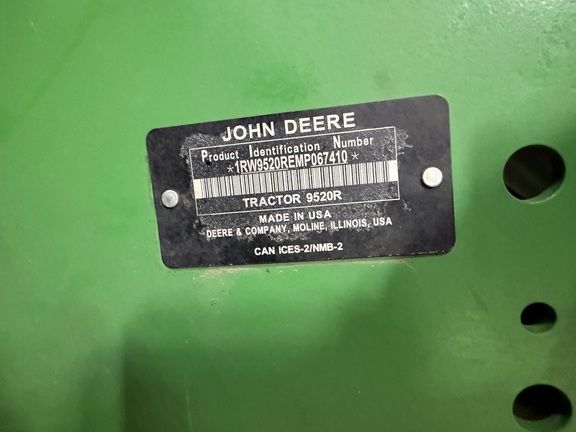 JOHN DEERE
Product Identification Number
*1RW9520REMP067410*
TRACTOR 9520R
MADE IN USA
DEERE & COMPANY, MOLINE, ILLINOIS, USA
CAN ICES-2/NMB-2